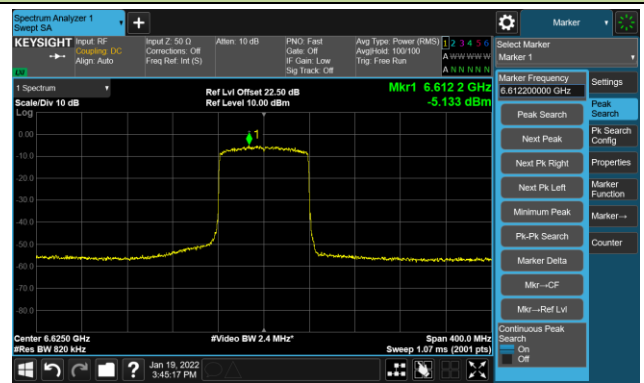 Spectrum Analyzer 1
Swept SA
+
Marker
KEYSIGHT
Input: RF
Coupling: DC
Align: Auto
Input Z: 50 Ω
Corrections: Off
Freq Ref: Int (S)
Atten: 10 dB
PNO: Fast
Gate: Off
IF Gain: Low
Sig Track: Off
Avg Type: Power (RMS)
Avg|Hold: 100/100
Trig: Free Run
1 2 3 4 5 6
A W W W W W
A N N N N N
LW
Select Marker
Marker 1
1 Spectrum
Scale/Div 10 dB
Log
Ref Lvl Offset 22.50 dB
Ref Level 10.00 dBm
Mkr1 6.612 2 GHz
-5.133 dBm
0.00
-10.0
-20.0
-30.0
-40.0
-50.0
-60.0
-70.0
-80.0
1
Center 6.6250 GHz
#Res BW 820 kHz
#Video BW 2.4 MHz*
Span 400.0 MHz
Sweep 1.07 ms (2001 pts)
Marker Frequency
6.612200000 GHz
Peak Search
Next Peak
Next Pk Right
Next Pk Left
Minimum Peak
Pk-Pk Search
Marker Delta
Mkr→CF
Mkr→Ref Lvl
Continuous Peak
Search
On
Off
Settings
Peak
Search
Pk Search
Config
Properties
Marker
Function
Marker→
Counter
?
Jan 19, 2022
3:45:17 PM